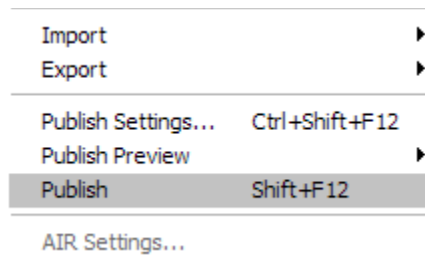 Import
Export
Publish Settings... Ctrl+Shift+F12
Publish Preview
Publish Shift+F12
AIR Settings...